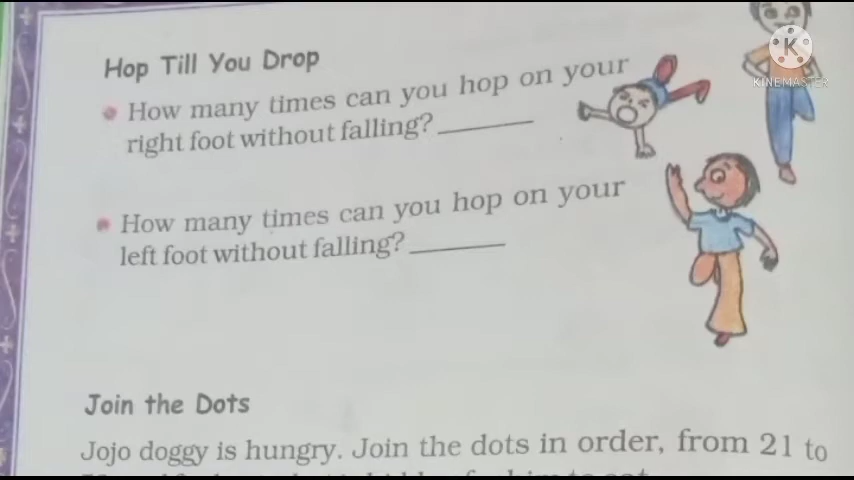 Hop Till You Drop
How many times can you hop on your
right foot without falling?
How many times can you hop on your
left foot without falling?
Join the Dots
Jojo doggy is hungry. Join the dots in order, from 21 to
K
KINEMASTER